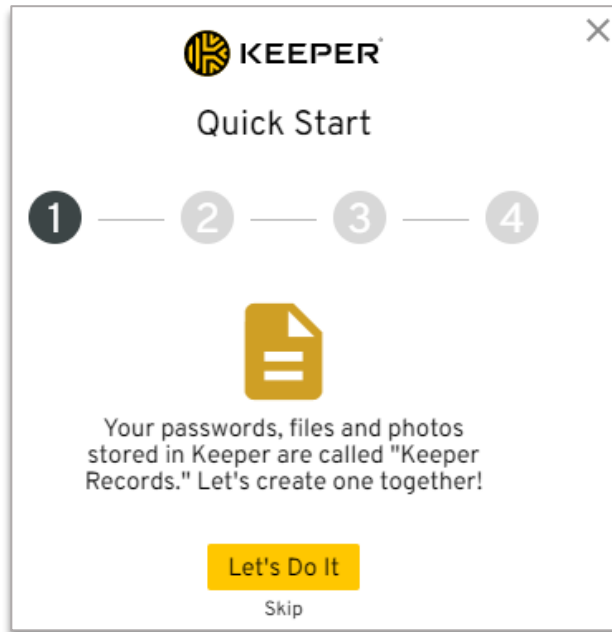 KEEPER
Quick Start
1 2 3 4
Your passwords, files and photos
stored in Keeper are called "Keeper
Records." Let's create one together!
Let's Do It
Skip